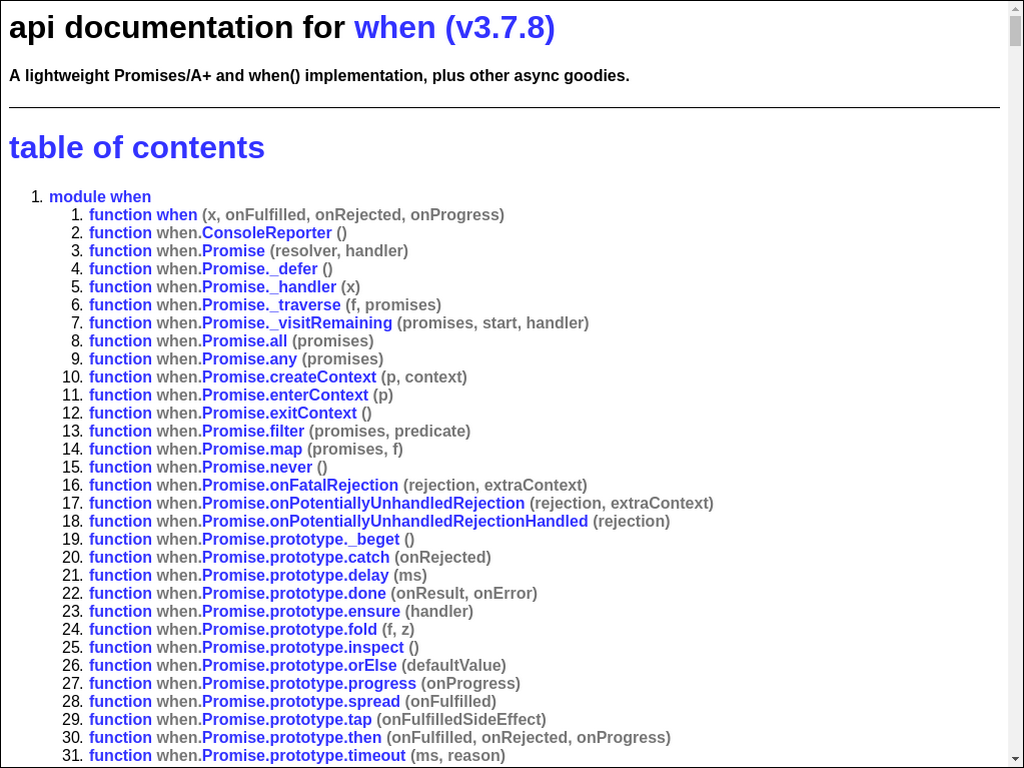 api documentation for when (v3.7.8)
A lightweight Promises/A+ and when() implementation, plus other async goodies.
table of contents
1. module when
1. function when (x, onFulfilled, onRejected, onProgress)
2. function when.ConsoleReporter ()
3. function when.Promise (resolver, handler)
4. function when.Promise._defer ()
5. function when.Promise._handler (x)
6. function when.Promise._traverse (f, promises)
7. function when.Promise._visitRemaining (promises, start, handler)
8. function when.Promise.all (promises)
9. function when.Promise.any (promises)
10. function when.Promise.createContext (p, context)
11. function when.Promise.enterContext (p)
12. function when.Promise.exitContext ()
13. function when.Promise.filter (promises, predicate)
14. function when.Promise.map (promises, f)
15. function when.Promise.never ()
16. function when.Promise.onFatalRejection (rejection, extraContext)
17. function when.Promise.onPotentiallyUnhandledRejection (rejection, extraContext)
18. function when.Promise.onPotentiallyUnhandledRejectionHandled (rejection)
19. function when.Promise.prototype._beget ()
20. function when.Promise.prototype.catch (onRejected)
21. function when.Promise.prototype.delay (ms)
22. function when.Promise.prototype.done (onResult, onError)
23. function when.Promise.prototype.ensure (handler)
24. function when.Promise.prototype.fold (f, z)
25. function when.Promise.prototype.inspect ()
26. function when.Promise.prototype.orElse (defaultValue)
27. function when.Promise.prototype.progress (onProgress)
28. function when.Promise.prototype.spread (onFulfilled)
29. function when.Promise.prototype.tap (onFulfilledSideEffect)
30. function when.Promise.prototype.then (onFulfilled, onRejected, onProgress)
31. function when.Promise.prototype.timeout (ms, reason)